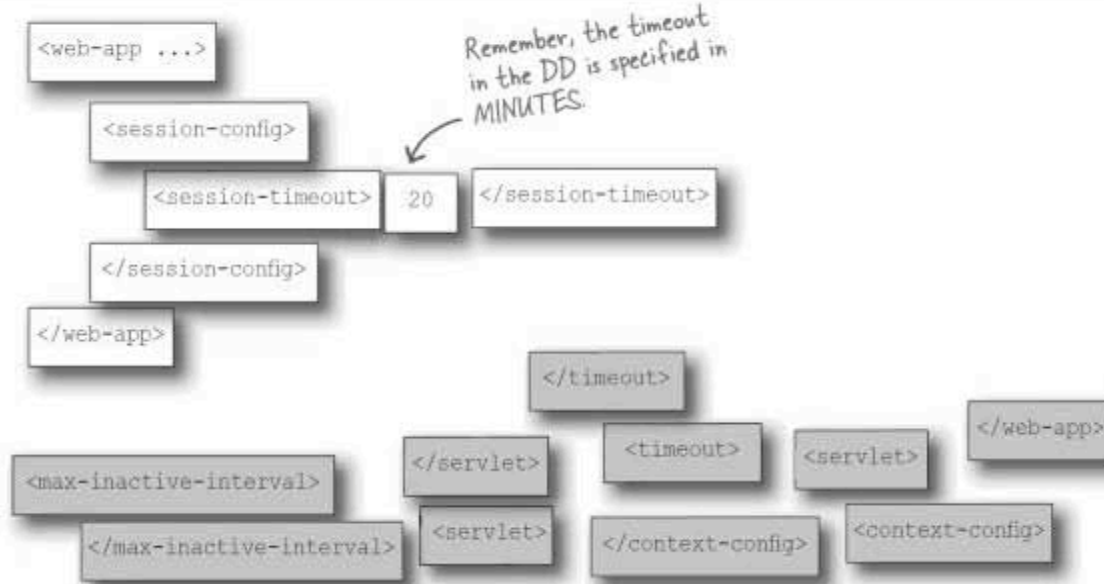 <web-app ...>
Remember, the timeout
in the DD is specified in
MINUTES.
<session-config>
<session-timeout> 20 </session-timeout>
</session-config>
</web-app>
</timeout>
</web-app>
<timeout>
<servlet>
</servlet>
<max-inactive-interval>
<servlet>
<context-config>
</max-inactive-interval>
</context-config>